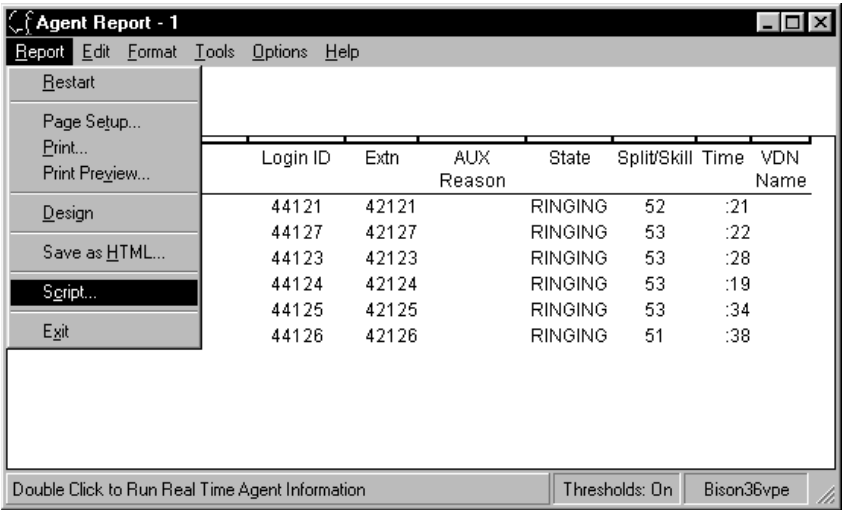 Agent Report - 1
Report Edit Format Tools Options Help
Restart
Page Setup...
Print...
Print Preview...
Design
Save as HTML...
Script...
Exit
Login ID Extn AUX Reason State Split/Skill Time VDN Name
44121 42121 RINGING 52 :21
44127 42127 RINGING 53 :22
44123 42123 RINGING 53 :28
44124 42124 RINGING 53 :19
44125 42125 RINGING 53 :34
44126 42126 RINGING 51 :38
Double Click to Run Real Time Agent Information Thresholds: On Bison36vpe